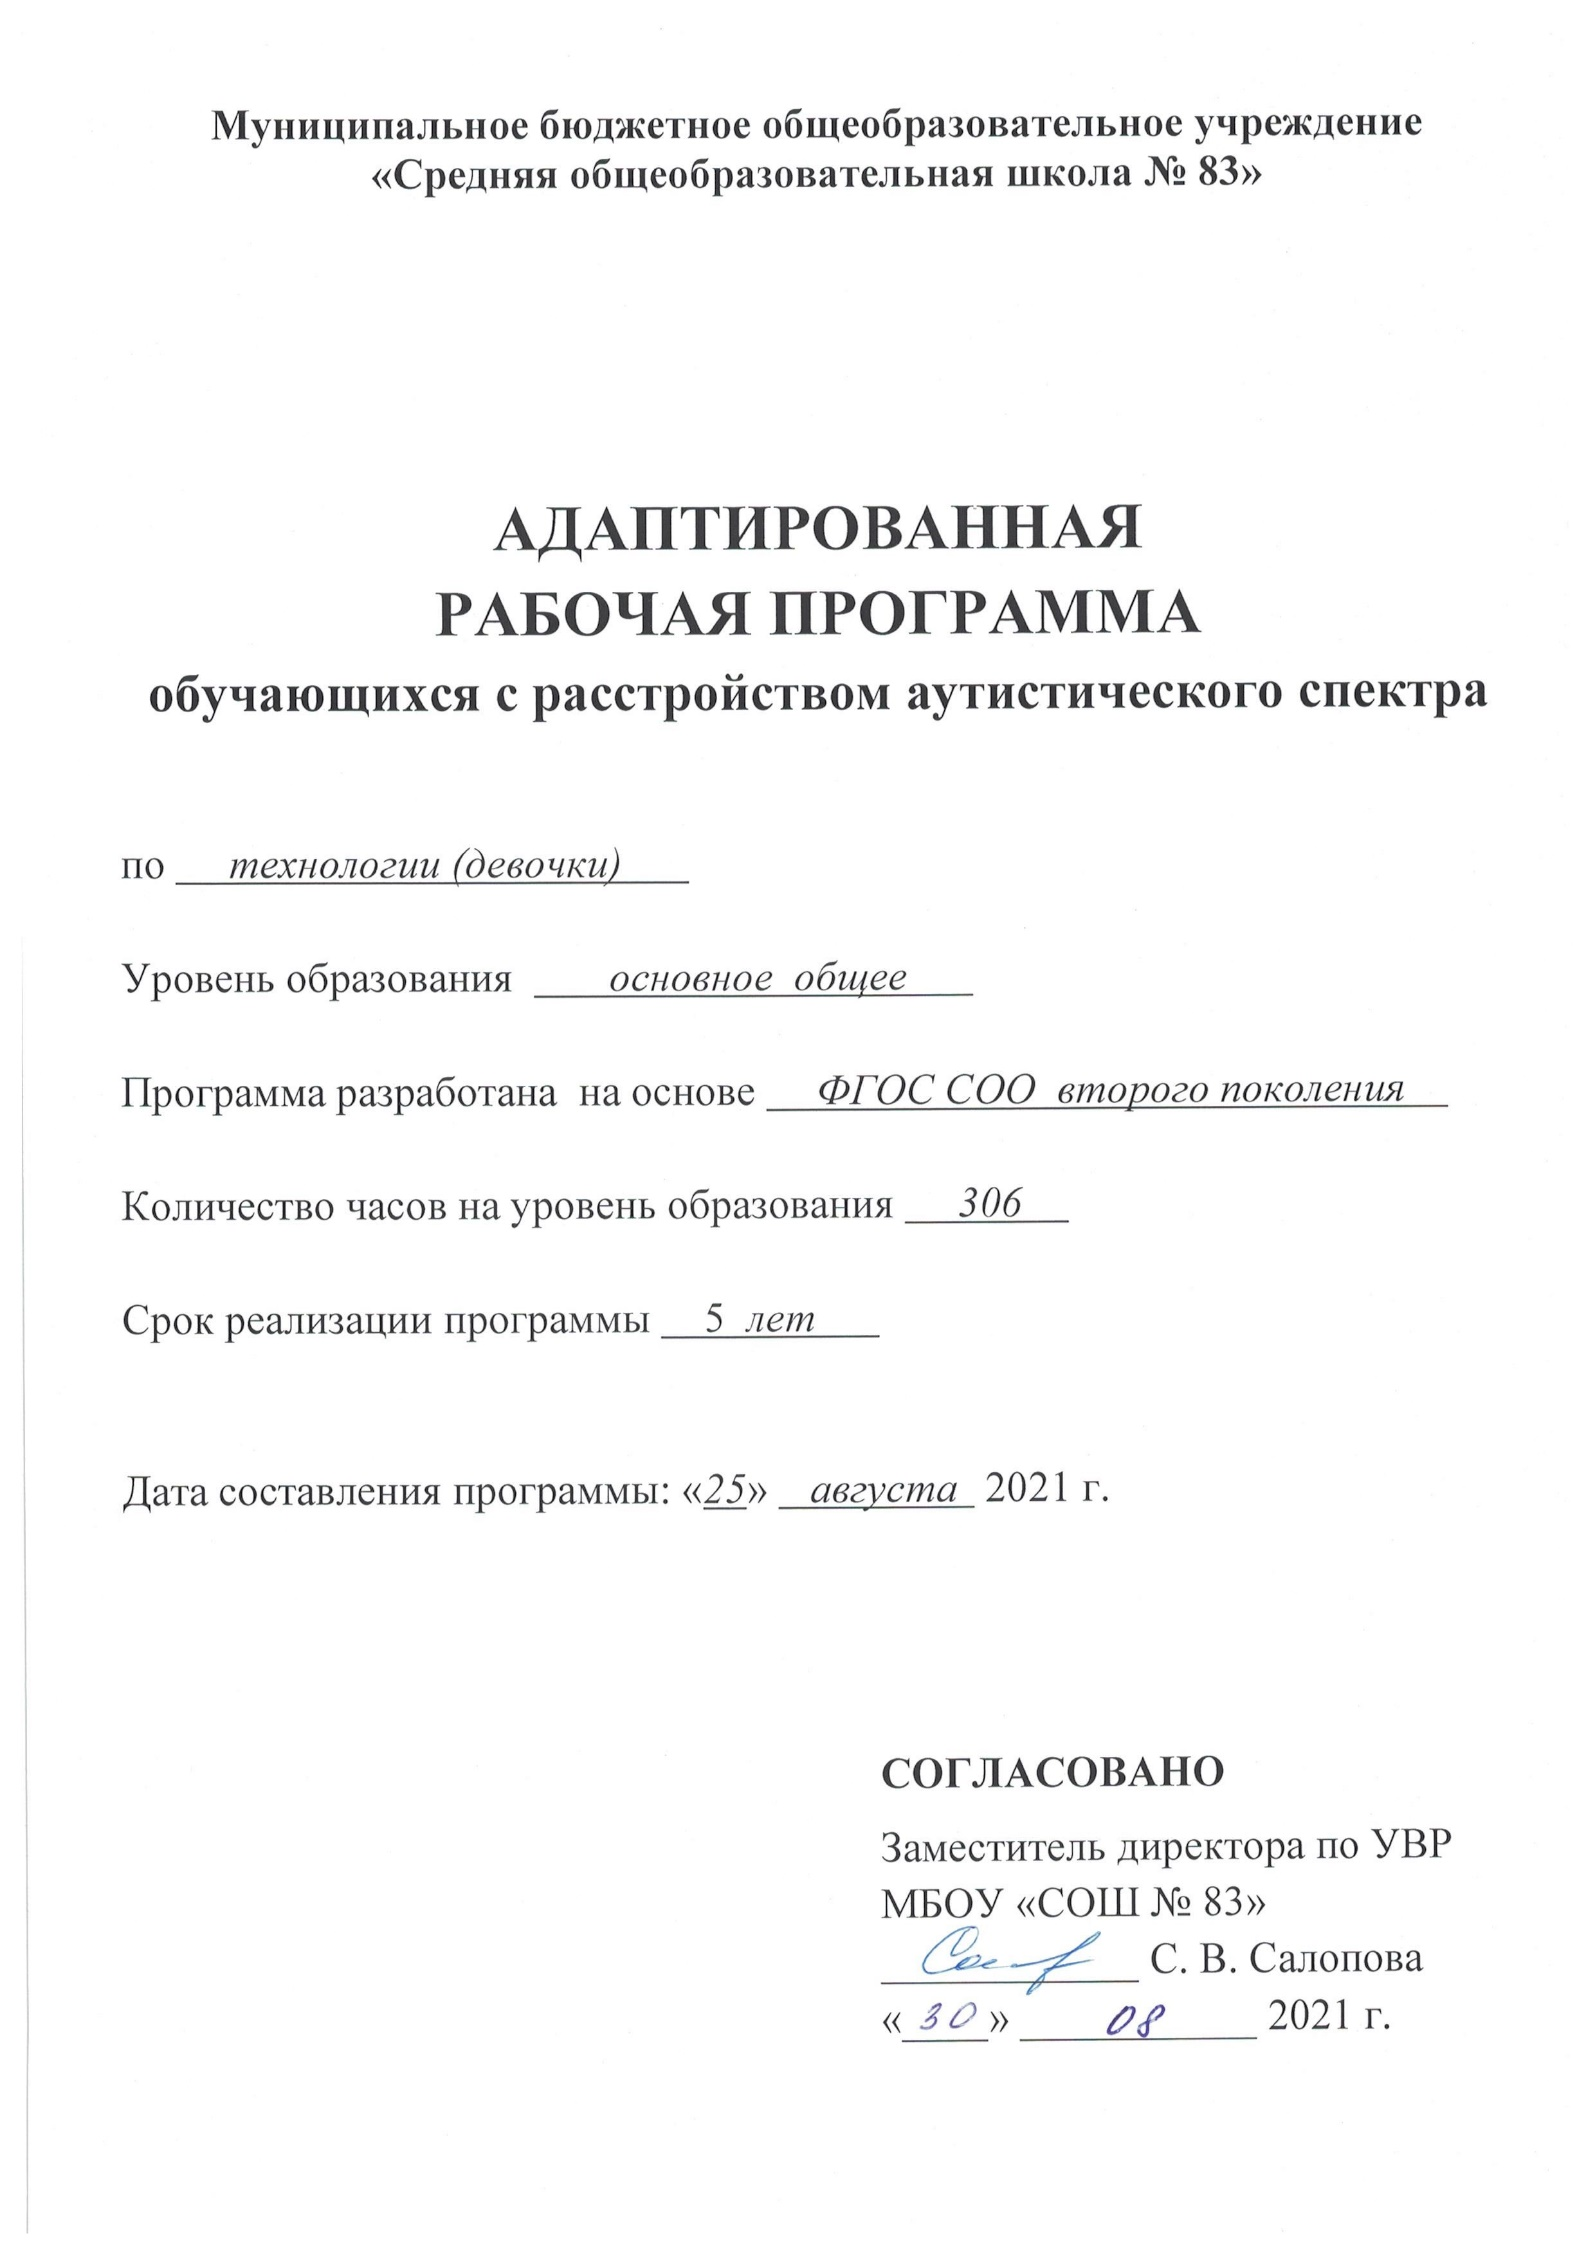 Муниципальное бюджетное общеобразовательное учреждение
«Средняя общеобразовательная школа № 83»
АДАПТИРОВАННАЯ
РАБОЧАЯ ПРОГРАММА
обучающихся с расстройством аутистического спектра
по технологии (девочки)
Уровень образования основное общее
Программа разработана на основе ФГОС СОО второго поколения
Количество часов на уровень образования 306
Срок реализации программы 5 лет
Дата составления программы: «25» августа 2021 г.
СОГЛАСОВАНО
Заместитель директора по УВР
МБОУ «СОШ № 83»
С. В. Салопова
«30» 08 2021 г.